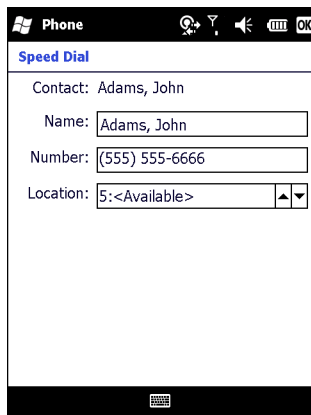 Phone
OK
Speed Dial
Contact: Adams, John
Name: Adams, John
Number: (555) 555-6666
Location: 5:<Available>